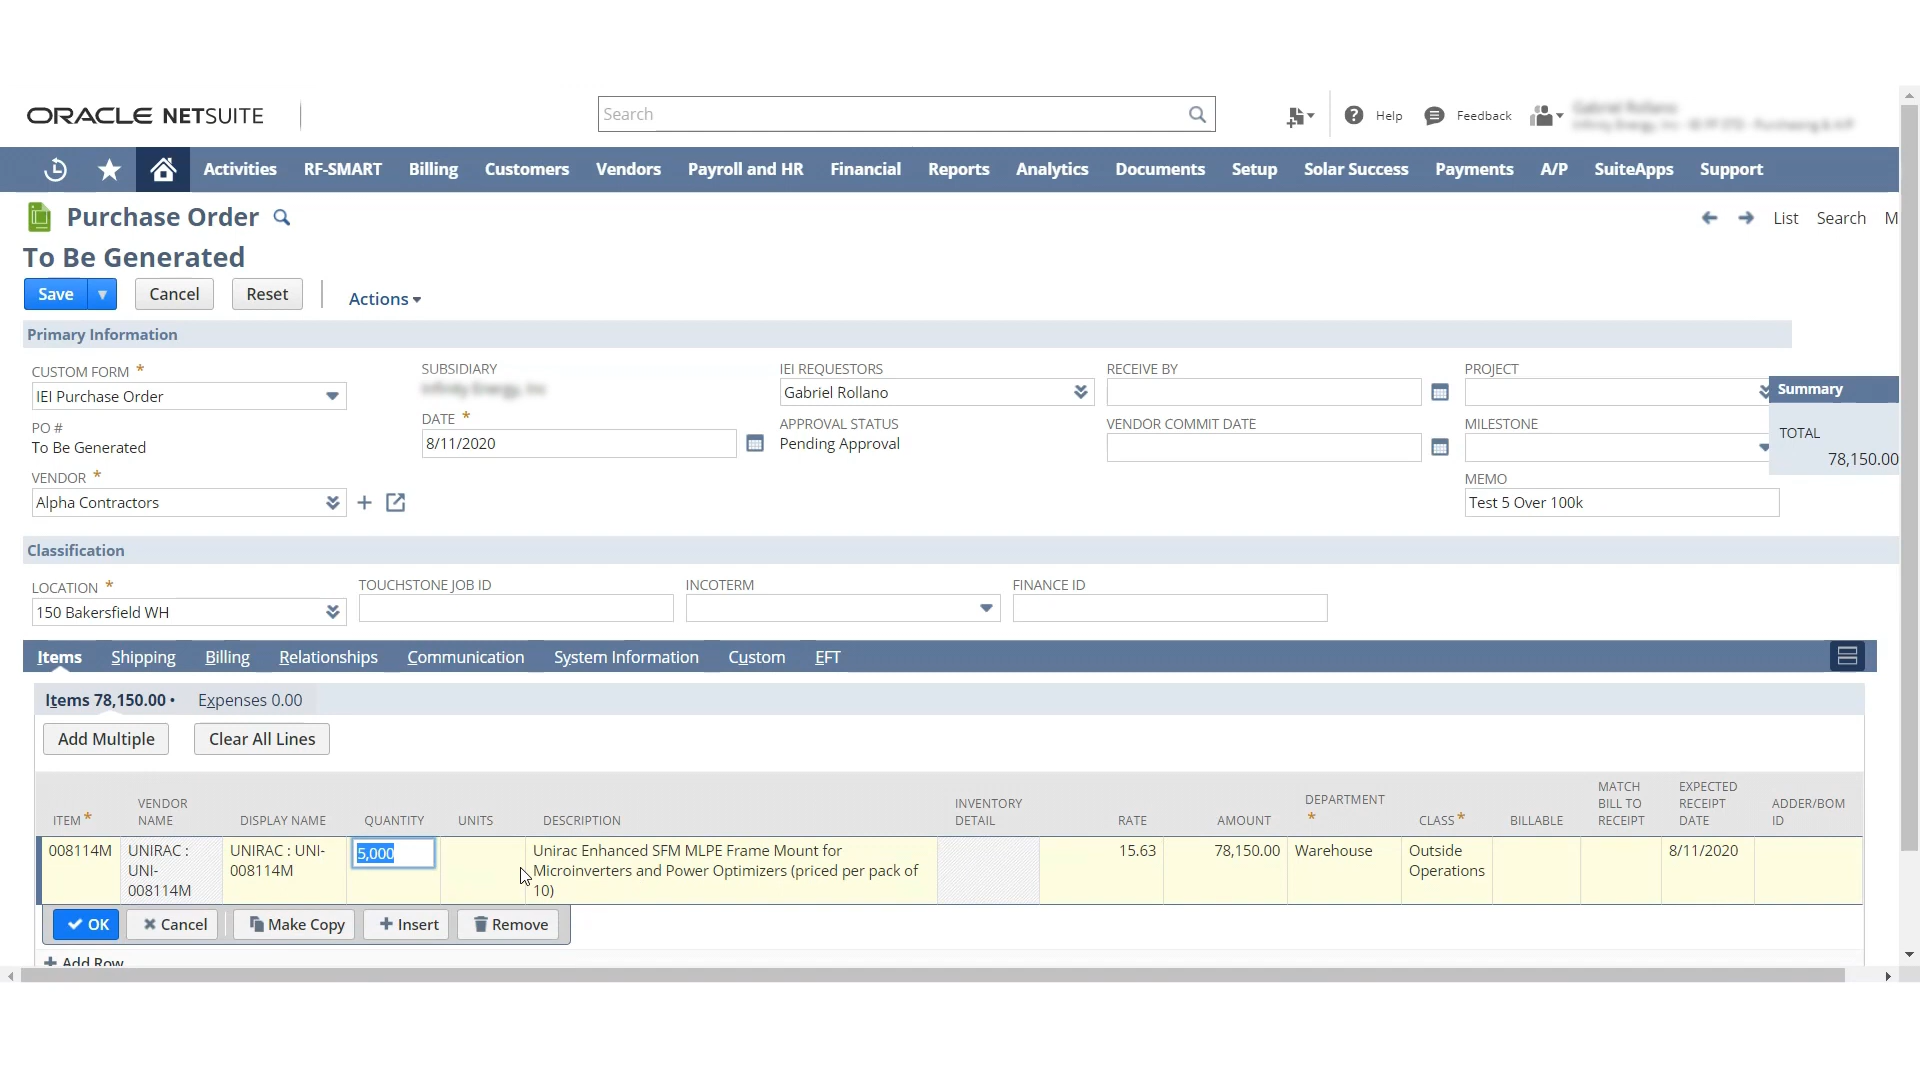 ORACLE NETSUITE
Search
Help
Feedback
Activities RF-SMART Billing Customers Vendors Payroll and HR Financial Reports Analytics Documents Setup Solar Success Payments A/P SuiteApps Support
Purchase Order
List Search M
To Be Generated
Save Cancel Reset Actions
Primary Information
CUSTOM FORM *
IEI Purchase Order
PO #
To Be Generated
VENDOR *
Alpha Contractors
SUBSIDIARY
DATE *
8/11/2020
IEI REQUESTORS
Gabriel Rollano
APPROVAL STATUS
Pending Approval
RECEIVE BY
VENDOR COMMIT DATE
PROJECT
MILESTONE
MEMO
Test 5 Over 100k
Summary
TOTAL
78,150.00
Classification
LOCATION *
150 Bakersfield WH
TOUCHSTONE JOB ID
INCOTERM
FINANCE ID
Items Shipping Billing Relationships Communication System Information Custom EFT
Items 78,150.00 • Expenses 0.00
Add Multiple Clear All Lines
ITEM *
VENDOR
NAME
DISPLAY NAME
QUANTITY
UNITS
DESCRIPTION
INVENTORY
DETAIL
RATE
AMOUNT
DEPARTMENT
*
CLASS *
BILLABLE
MATCH
BILL TO
RECEIPT
EXPECTED
RECEIPT
DATE
ADDER/BOM
ID
008114M
UNIRAC :
UNI-
008114M
UNIRAC : UNI-
008114M
5,000
Unirac Enhanced SFM MLPE Frame Mount for
Microinverters and Power Optimizers (priced per pack of
10)
15.63
78,150.00
Warehouse
Outside
Operations
8/11/2020
OK Cancel Make Copy Insert Remove
Add Row